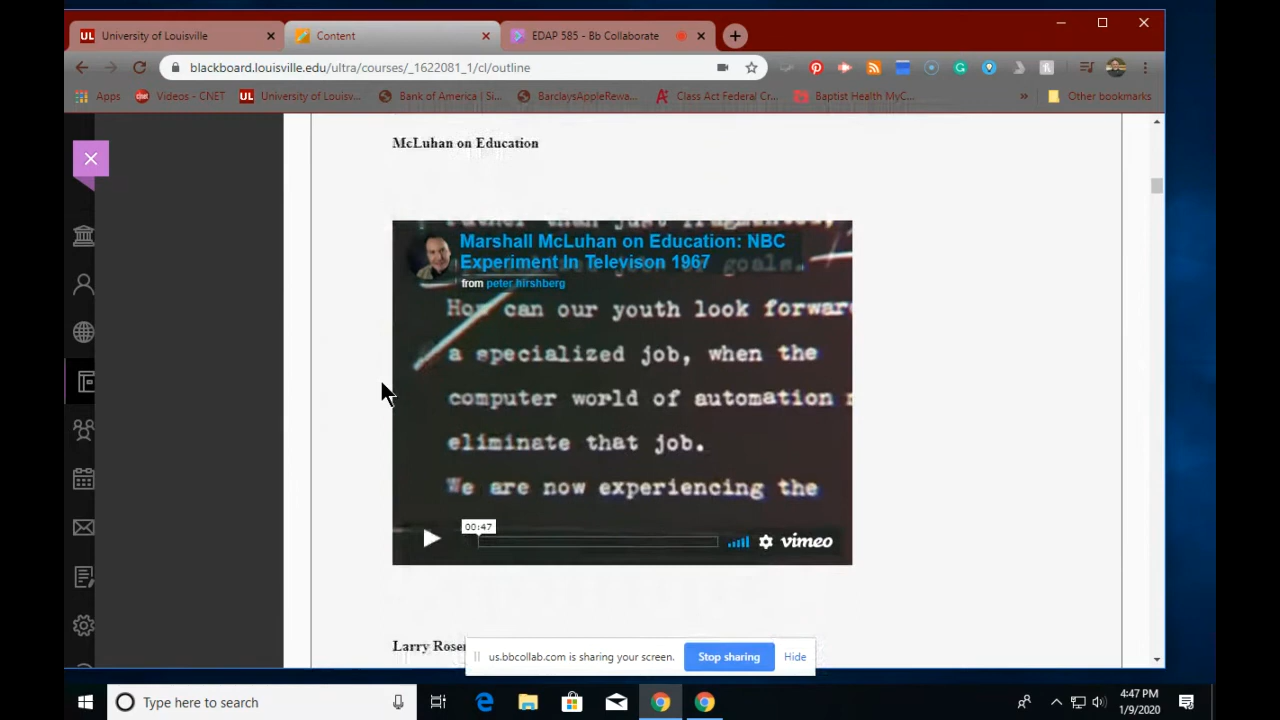 University of Louisville
Content
EDAP 585 - Bb Collaborate
blackboard.louisville.edu/ultra/courses/_1622081_1/cl/outline
Apps
Videos - CNET
University of Louisv...
Bank of America | Si...
BarclaysAppleRewa...
Class Act Federal Cr...
Baptist Health MyC...
»
Other bookmarks
McLuhan on Education
Marshall McLuhan on Education: NBC
Experiment In Televison 1967
goals.
from peter hirshberg
How can our youth look forwar
a specialized job, when the
computer world of automation
eliminate that job.
We are now experiencing the
00:47
vimeo
Larry Rose
us.bbcollab.com is sharing your screen.
Stop sharing
Hide
Type here to search
4:47 PM
1/9/2020